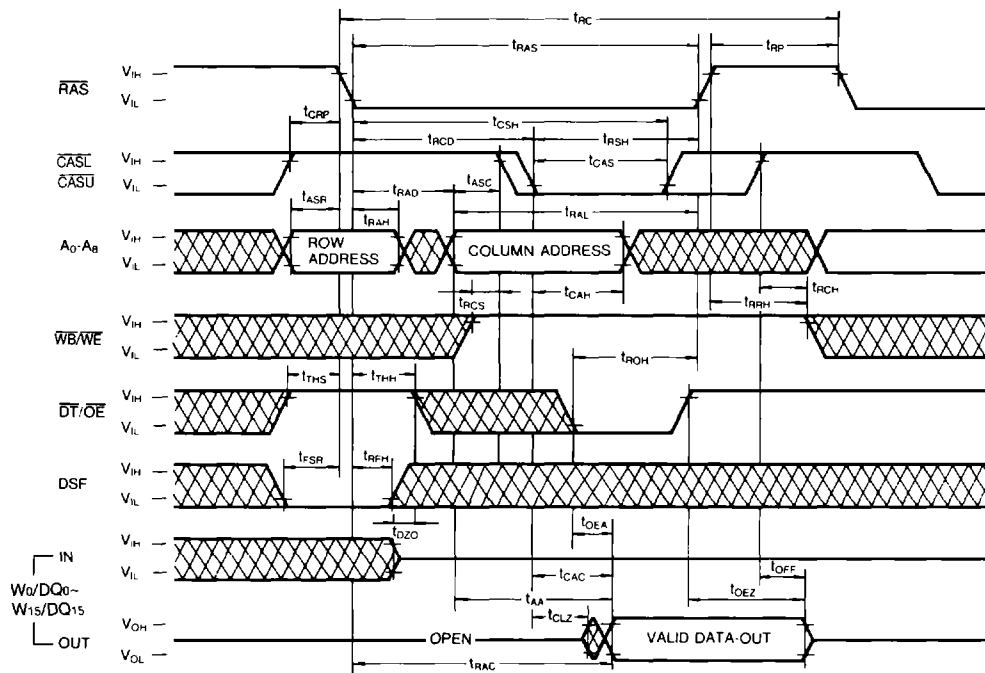 tRC
tRAS
tRP
RAS
VIH
VIL
tCRP
tCSH
tRCD
tRSH
CASL
CASU
VIH
VIL
tCAS
tASR
tRAH
tRAD
tASC
tRAL
A0-A8
VIH
VIL
ROW
ADDRESS
COLUMN ADDRESS
tRCS
tCAH
tRCH
tRRH
WB/WE
VIH
VIL
tROH
tTHS
tTHH
DT/OE
VIH
VIL
tFSR
tRFH
DSF
VIH
VIL
tDZO
tOEA
IN
VIH
VIL
tCAC
tOFF
W0/DQ0~
W15/DQ15
tAA
tOEZ
tCLZ
OUT
VOH
VOL
OPEN
VALID DATA-OUT
tRAC